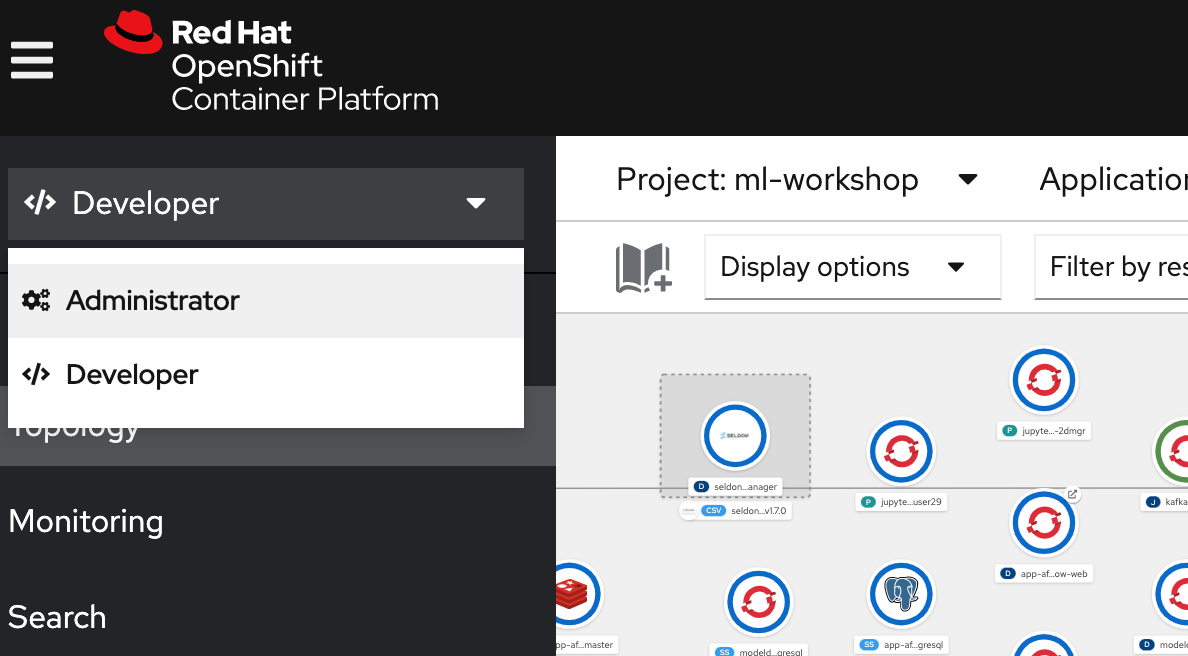 Red Hat
OpenShift
Container Platform
Developer
Administrator
Developer
Topology
Monitoring
Search
Project: ml-workshop
Application
Display options
Filter by res
SELDON
D seldon...anager
CSV seldon...v1.7.0
P jupyte...user29
P jupyte...-2dmgr
D app-af...ow-web
J kafka
pp-af...master
SS modeld...gresql
SS app-af...gresql
D modeld